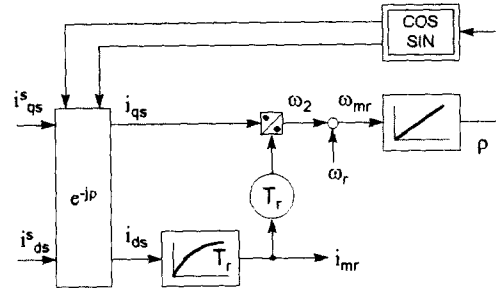 COS
SIN
i^s_qs
i_qs
ω_2
ω_mr
ω_r
ρ
e^-jρ
T_r
i^s_ds
i_ds
T_r
i_mr